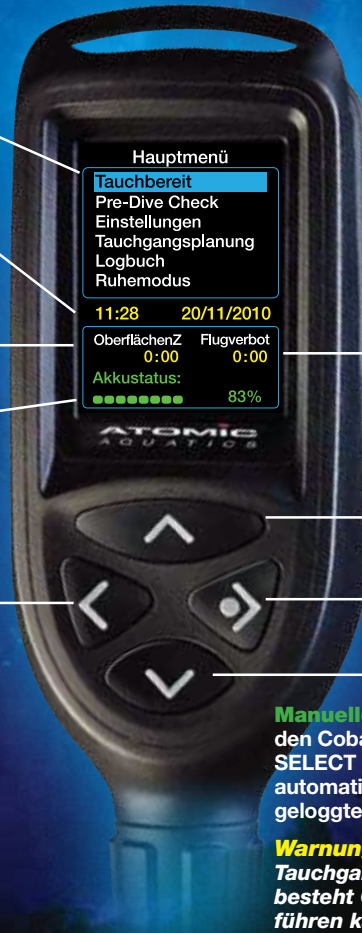 Hauptmenü
Tauchbereit
Pre-Dive Check
Einstellungen
Tauchgangsplanung
Logbuch
Ruhemodus
11:28 20/11/2010
OberflächenZ Flugverbot
0:00 0:00
Akkustatus:
83%
ATOMIC
AQUATICS
Manuell
den Coba
SELECT
automati
geloggte
Warnung
Tauchga
besteht
führen k